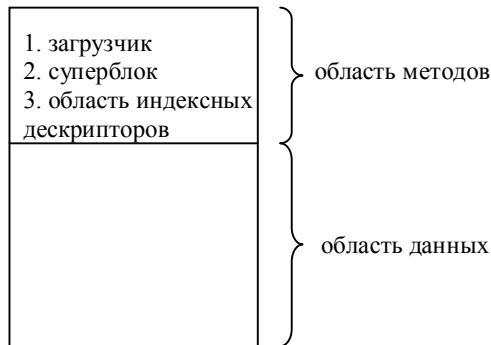 1. загрузчик
2. суперблок
3. область индексных
дескрипторов
область методов
область данных